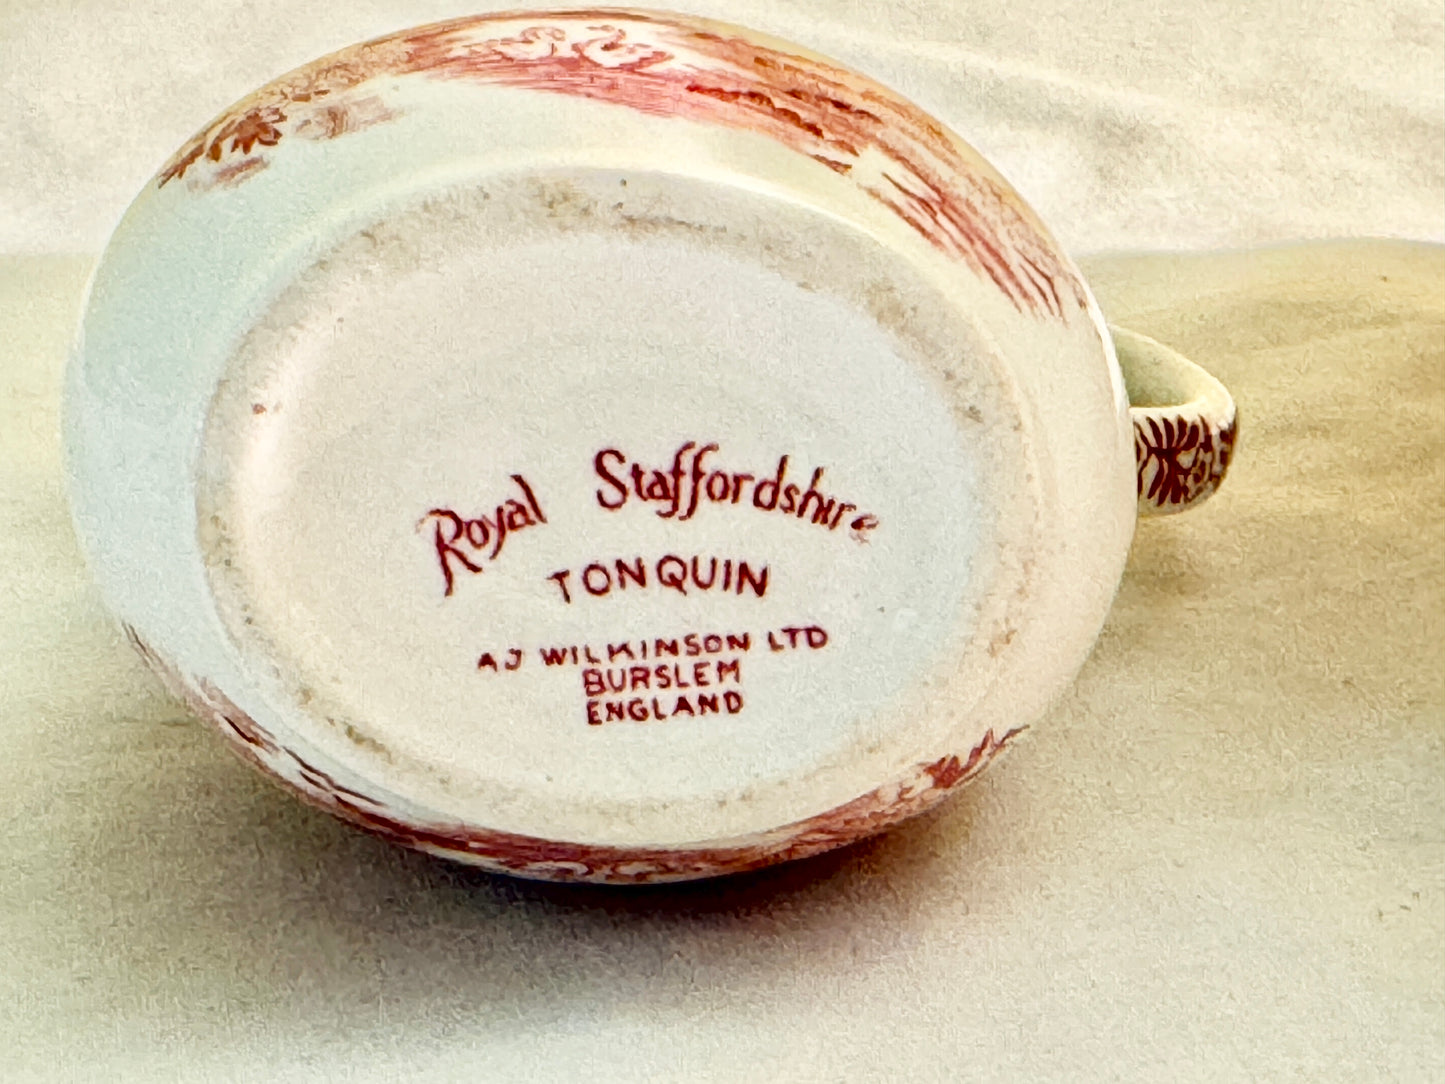 Royal Staffordshire
TONQUIN
AJ WILKINSON LTD
BURSLEM
ENGLAND